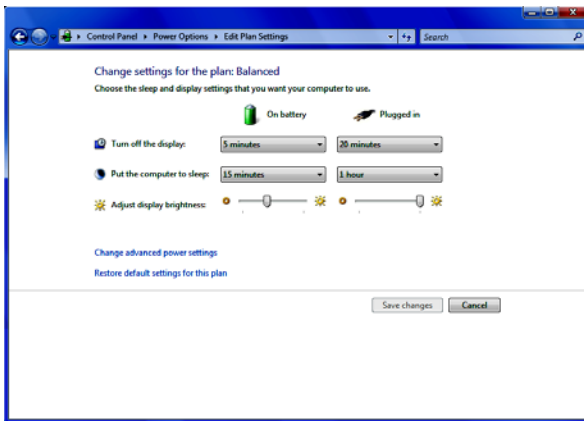 Control Panel Power Options Edit Plan Settings Search
Change settings for the plan: Balanced
Choose the sleep and display settings that you want your computer to use.
On battery Plugged in
Turn off the display: 5 minutes 20 minutes
Put the computer to sleep: 15 minutes 1 hour
Adjust display brightness:
Change advanced power settings
Restore default settings for this plan
Save changes Cancel